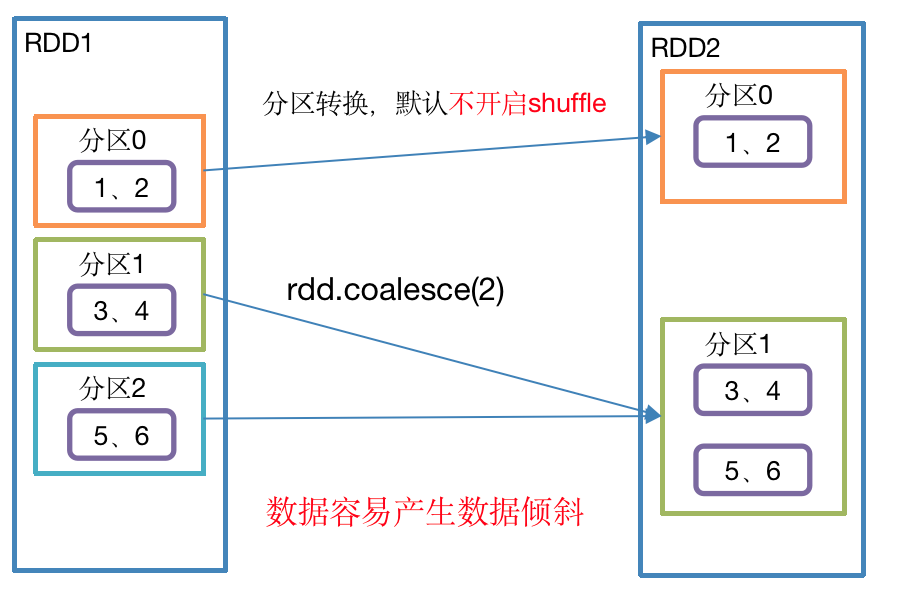 RDD1
分区0
1、2
分区1
3、4
分区2
5、6
分区转换，默认不开启shuffle
rdd.coalesce(2)
数据容易产生数据倾斜
RDD2
分区0
1、2
分区1
3、4
5、6